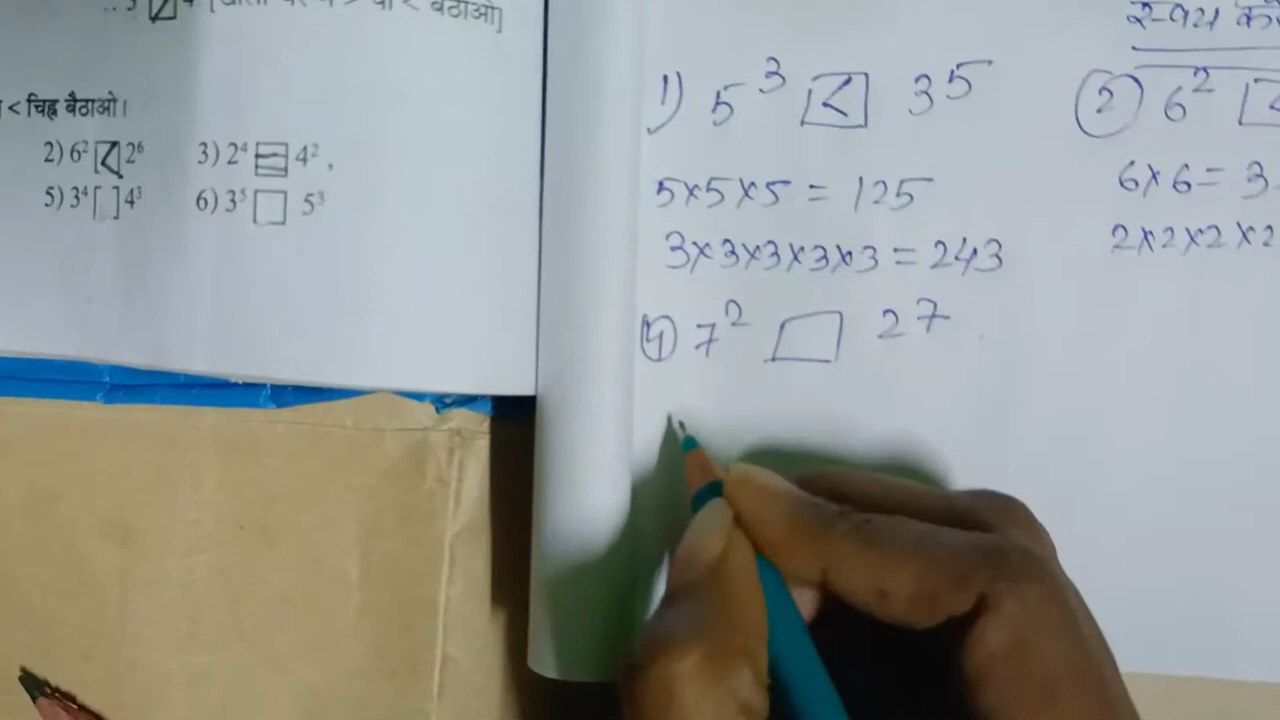 < चिह्न बैठाओ।
2) 6² < 2⁶ 3) 2⁴ = 4² ,
5) 3⁴ [ ] 4³ 6) 3⁵ □ 5³
1) 5³ < 3⁵
5×5×5 = 125
3×3×3×3×3 = 243
④ 7² □ 2⁷
② 6² <
6×6 = 3
2×2×2×2